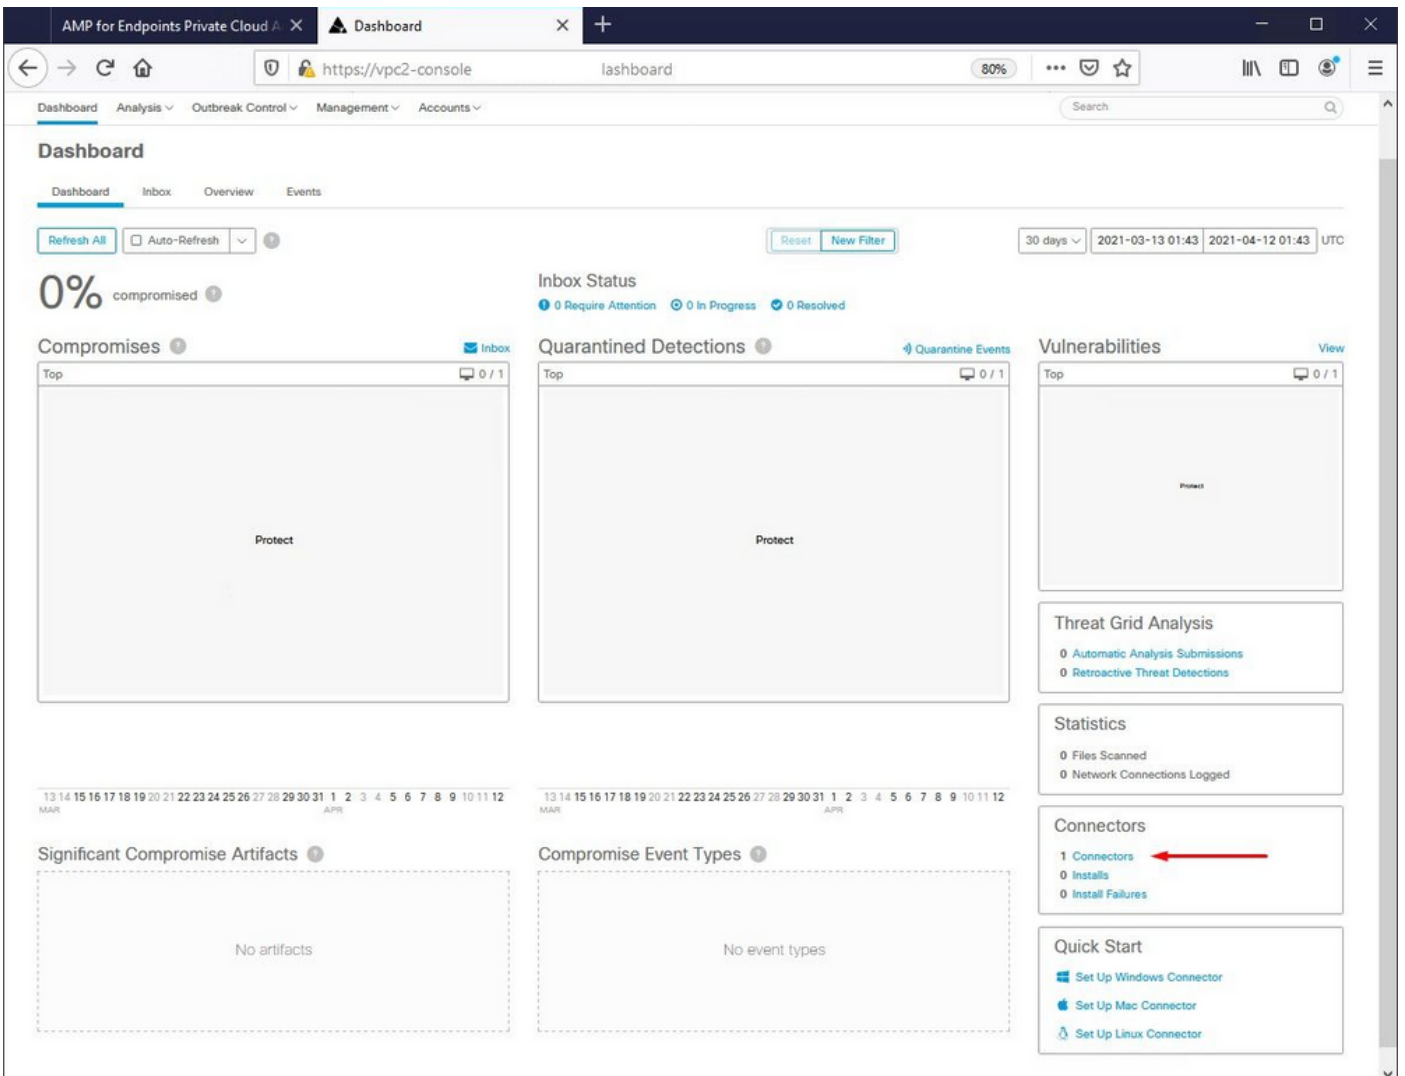 AMP for Endpoints Private Cloud A
Dashboard
https://vpc2-console lashboard
80%
Dashboard Analysis Outbreak Control Management Accounts
Search
Dashboard
Dashboard Inbox Overview Events
Refresh All Auto-Refresh
Reset New Filter
30 days 2021-03-13 01:43 2021-04-12 01:43 UTC
0% compromised
Inbox Status
0 Require Attention 0 In Progress 0 Resolved
Compromises Inbox
Top 0 / 1
Protect
Quarantined Detections Quarantine Events
Top 0 / 1
Protect
Vulnerabilities View
Top 0 / 1
Protect
Threat Grid Analysis
0 Automatic Analysis Submissions
0 Retroactive Threat Detections
Statistics
0 Files Scanned
0 Network Connections Logged
13 14 15 16 17 18 19 20 21 22 23 24 25 26 27 28 29 30 31 1 2 3 4 5 6 7 8 9 10 11 12
MAR APR
13 14 15 16 17 18 19 20 21 22 23 24 25 26 27 28 29 30 31 1 2 3 4 5 6 7 8 9 10 11 12
MAR APR
Connectors
1 Connectors
0 Installs
0 Install Failures
Significant Compromise Artifacts
No artifacts
Compromise Event Types
No event types
Quick Start
Set Up Windows Connector
Set Up Mac Connector
Set Up Linux Connector